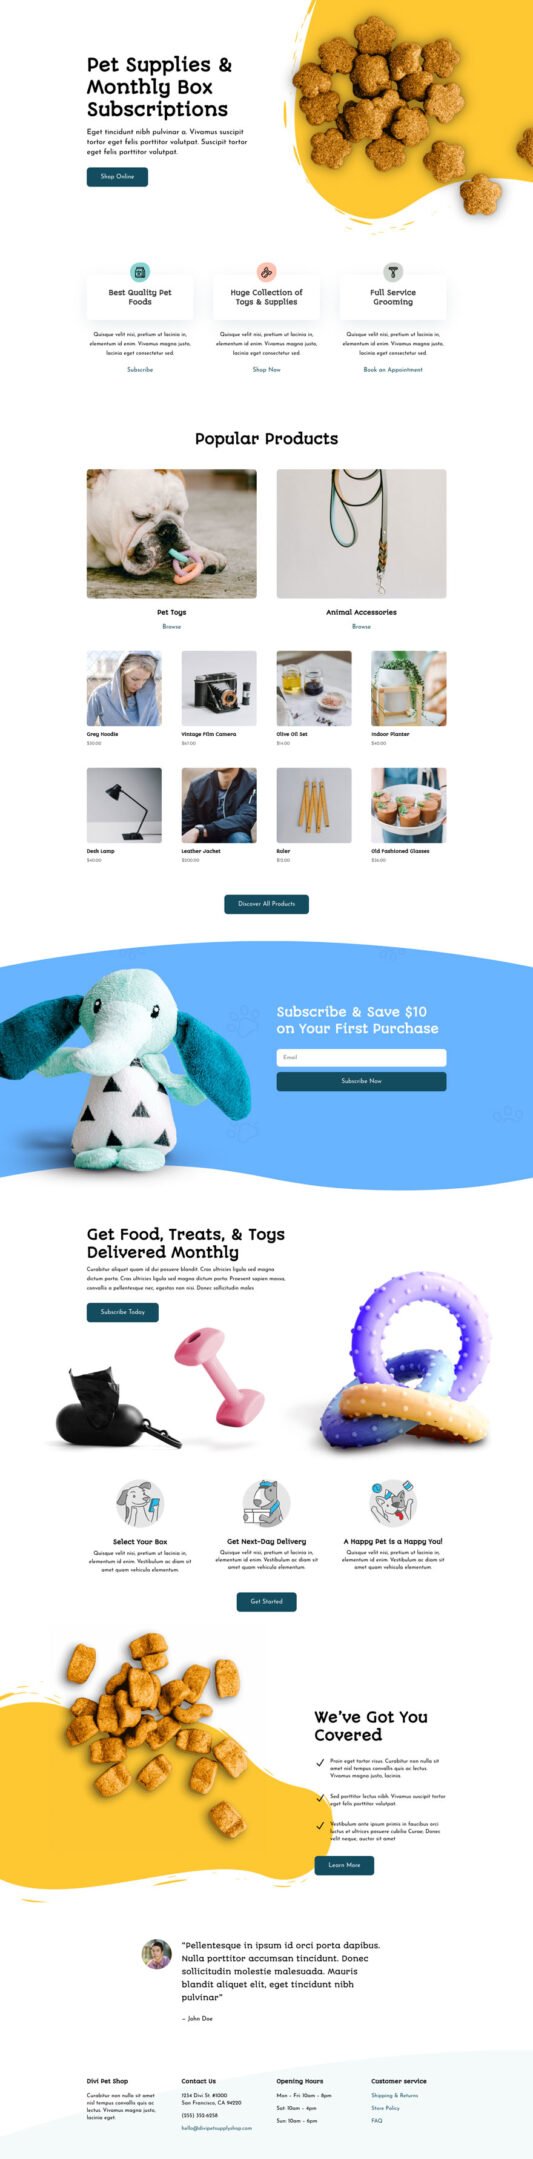 Pet Supplies &
Monthly Box
Subscriptions
Eget tincidunt nibh pulvinar a. Vivamus suscipit
tortor eget felis porttitor volutpat. Suscipit tortor
eget felis porttitor volutpat.
Shop Online
Best Quality Pet
Foods
Quisque velit nisi, pretium ut lacinia in,
elementum id enim. Vivamus magna justo,
lacinia eget consectetur sed.
Subscribe
Huge Collection of
Toys & Supplies
Quisque velit nisi, pretium ut lacinia in,
elementum id enim. Vivamus magna justo,
lacinia eget consectetur sed.
Shop Now
Full Service
Grooming
Quisque velit nisi, pretium ut lacinia in,
elementum id enim. Vivamus magna justo,
lacinia eget consectetur sed.
Book an Appointment
Popular Products
Pet Toys
Browse
Animal Accessories
Browse
Grey Hoodie
$30.00
Vintage Film Camera
$67.00
Olive Oil Set
$14.00
Indoor Planter
$40.00
Desk Lamp
$40.00
Leather Jacket
$200.00
Ruler
$12.00
Old Fashioned Glasses
$26.00
Discover All Products
Subscribe & Save $10
on Your First Purchase
Email
Subscribe Now
Get Food, Treats, & Toys
Delivered Monthly
Curabitur aliquet quam id dui posuere blandit. Cras ultricies ligula sed magna
dictum porta. Cras ultricies ligula sed magna dictum porta. Praesent sapien massa,
convallis a pellentesque nec, egestas non nisi. Donec sollicitudin moles
Subscribe Today
Select Your Box
Quisque velit nisi, pretium ut lacinia in,
elementum id enim. Vestibulum ac diam sit
amet quam vehicula elementum.
Get Next-Day Delivery
Quisque velit nisi, pretium ut lacinia in,
elementum id enim. Vestibulum ac diam sit
amet quam vehicula elementum.
A Happy Pet is a Happy You!
Quisque velit nisi, pretium ut lacinia in,
elementum id enim. Vestibulum ac diam sit
amet quam vehicula elementum.
Get Started
We've Got You
Covered
Proin eget tortor risus. Curabitur non nulla sit
amet nisl tempus convallis quis ac lectus.
Vivamus magna justo, lacinia.
Sed porttitor lectus nibh. Vivamus suscipit tortor
eget felis porttitor volutpat.
Vestibulum ante ipsum primis in faucibus orci
luctus et ultrices posuere cubilia Curae; Donec
velit neque, auctor sit amet
Learn More
"Pellentesque in ipsum id orci porta dapibus.
Nulla porttitor accumsan tincidunt. Donec
sollicitudin molestie malesuada. Mauris
blandit aliquet elit, eget tincidunt nibh
pulvinar"
– John Doe
Divi Pet Shop
Curabitur non nulla sit amet
nisl tempus convallis quis ac
lectus. Vivamus magna justo,
lacinia eget.
Contact Us
1234 Divi St. #1000
San Francisco, CA 94220
(255) 352-6258
hello@divipetsupplyshop.com
Opening Hours
Mon – Fri: 10am – 8pm
Sat: 10am – 4pm
Sun: 10am – 6pm
Customer service
Shipping & Returns
Store Policy
FAQ